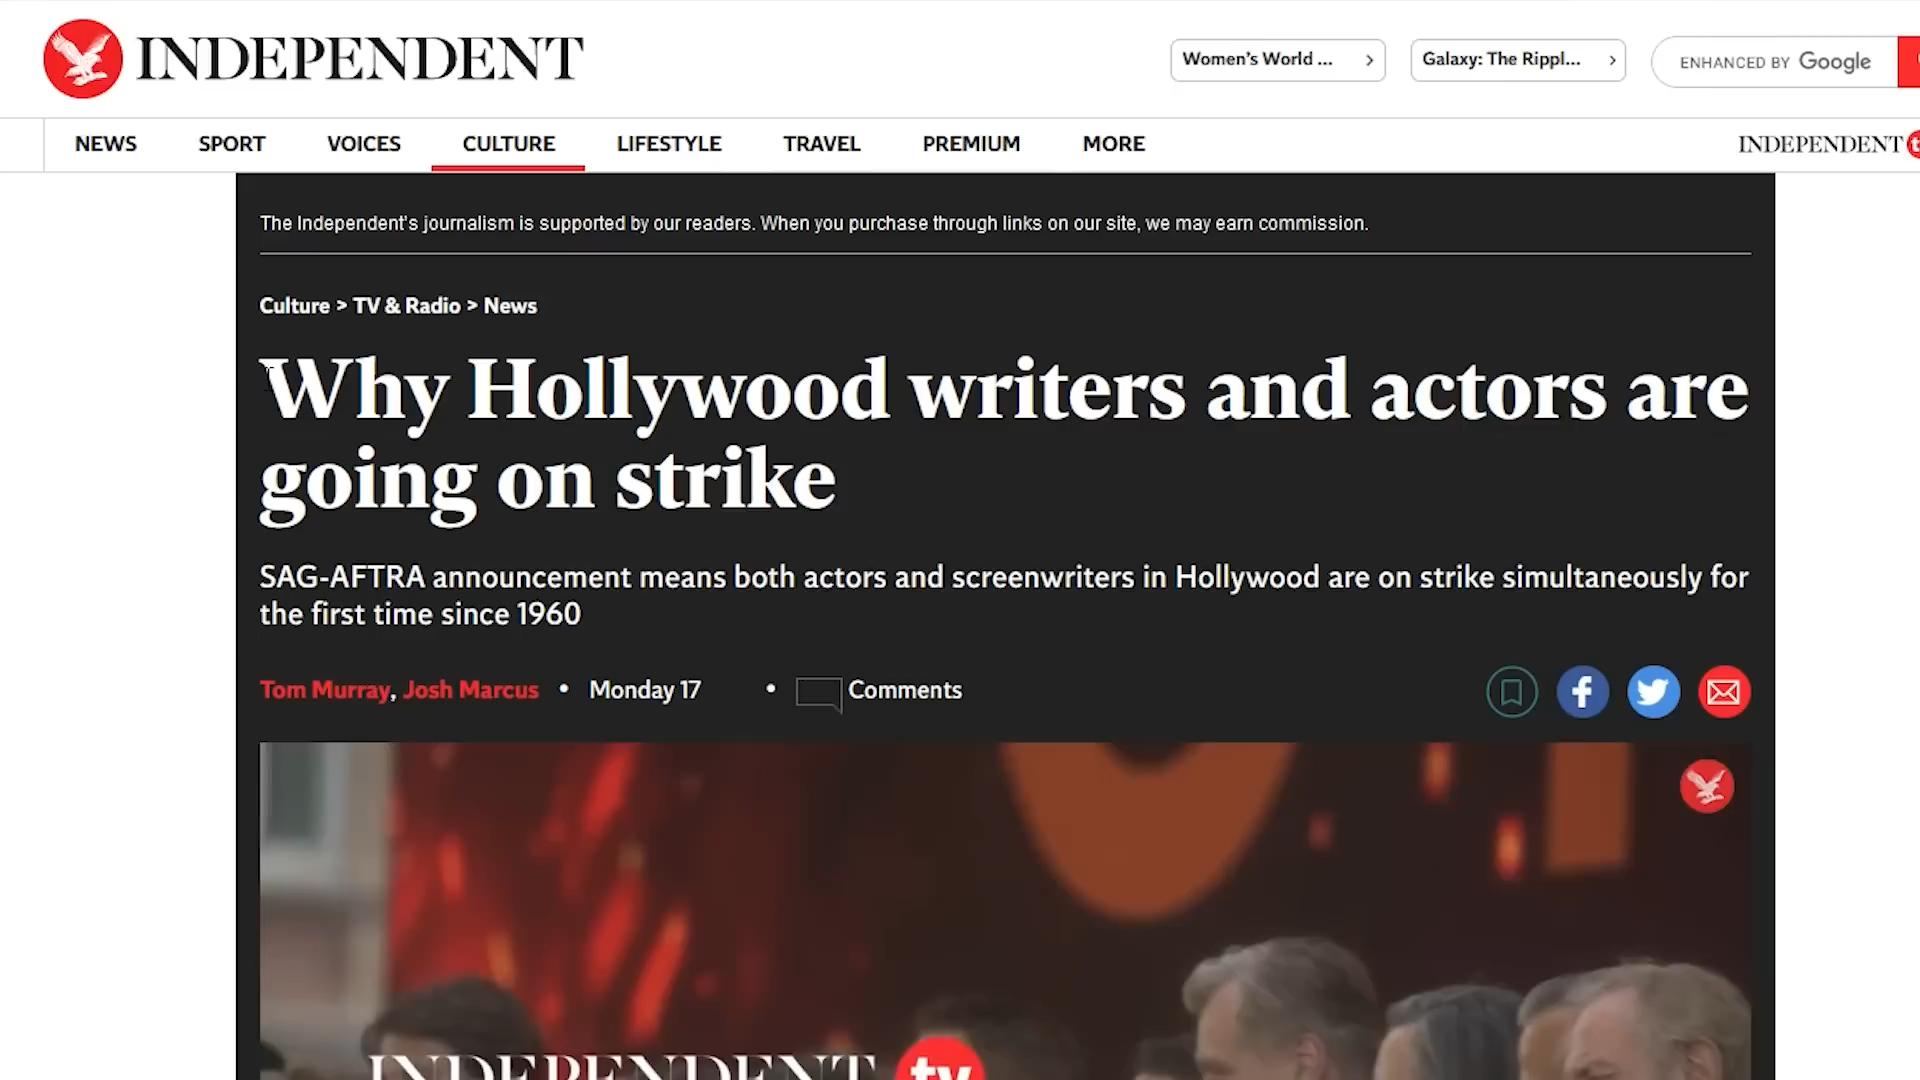 INDEPENDENT
Women's World ...
Galaxy: The Rippl...
ENHANCED BY Google
NEWS SPORT VOICES CULTURE LIFESTYLE TRAVEL PREMIUM MORE
INDEPENDENT t
The Independent's journalism is supported by our readers. When you purchase through links on our site, we may earn commission.
Culture > TV & Radio > News
Why Hollywood writers and actors are
going on strike
SAG-AFTRA announcement means both actors and screenwriters in Hollywood are on strike simultaneously for
the first time since 1960
Tom Murray, Josh Marcus • Monday 17 • Comments
INDEPENDENT tv